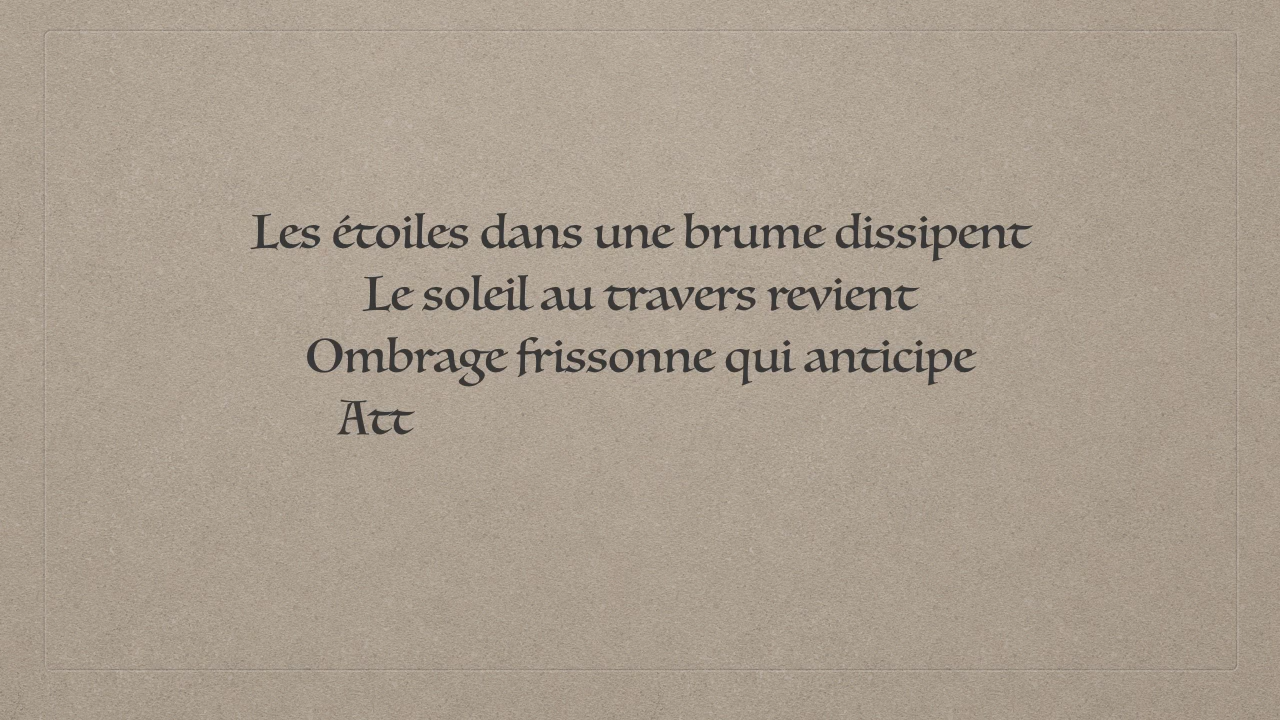 Les étoiles dans une brume dissipent
Le soleil au travers revient
Ombrage frissonne qui anticipe
Att